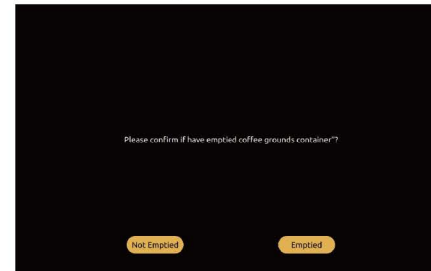 Please confirm if have emptied coffee grounds container"?
Not Emptied
Emptied